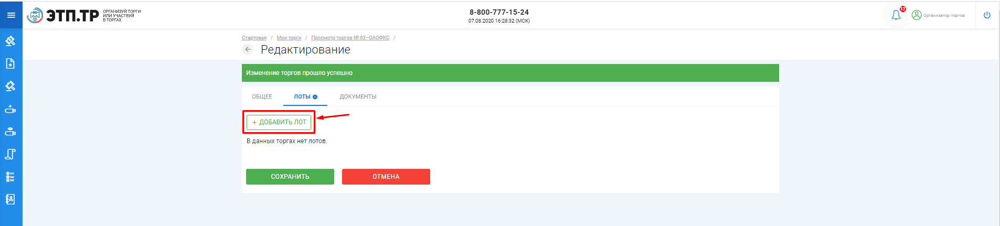 ЭТП.ТР
ОРГАНИЗУЙ ТОРГИ
ИЛИ УЧАСТВУЙ
В ТОРГАХ
8-800-777-15-24
07.08.2020 16:28:32 (МСК)
12
Организатор торгов
Стартовая / Мои торги / Просмотр торгов № 63-ОАОФКС /
Редактирование
Изменение торгов прошло успешно
ОБЩЕЕ ЛОТЫ ДОКУМЕНТЫ
+ ДОБАВИТЬ ЛОТ
В данных торгах нет лотов.
СОХРАНИТЬ ОТМЕНА